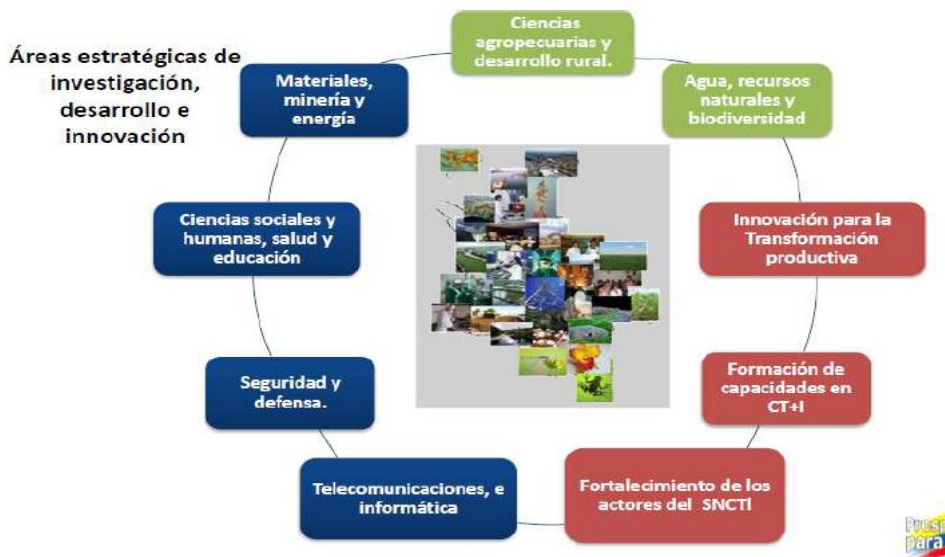 Áreas estratégicas de
investigación,
desarrollo e
innovación
Ciencias
agropecuarias y
desarrollo rural.
Agua, recursos
naturales y
biodiversidad
Innovación para la
Transformación
productiva
Formación de
capacidades en
CT+I
Fortalecimiento de los
actores del SNCTI
Telecomunicaciones, e
informática
Seguridad y
defensa.
Ciencias sociales y
humanas, salud y
educación
Materiales,
minería y
energía
para